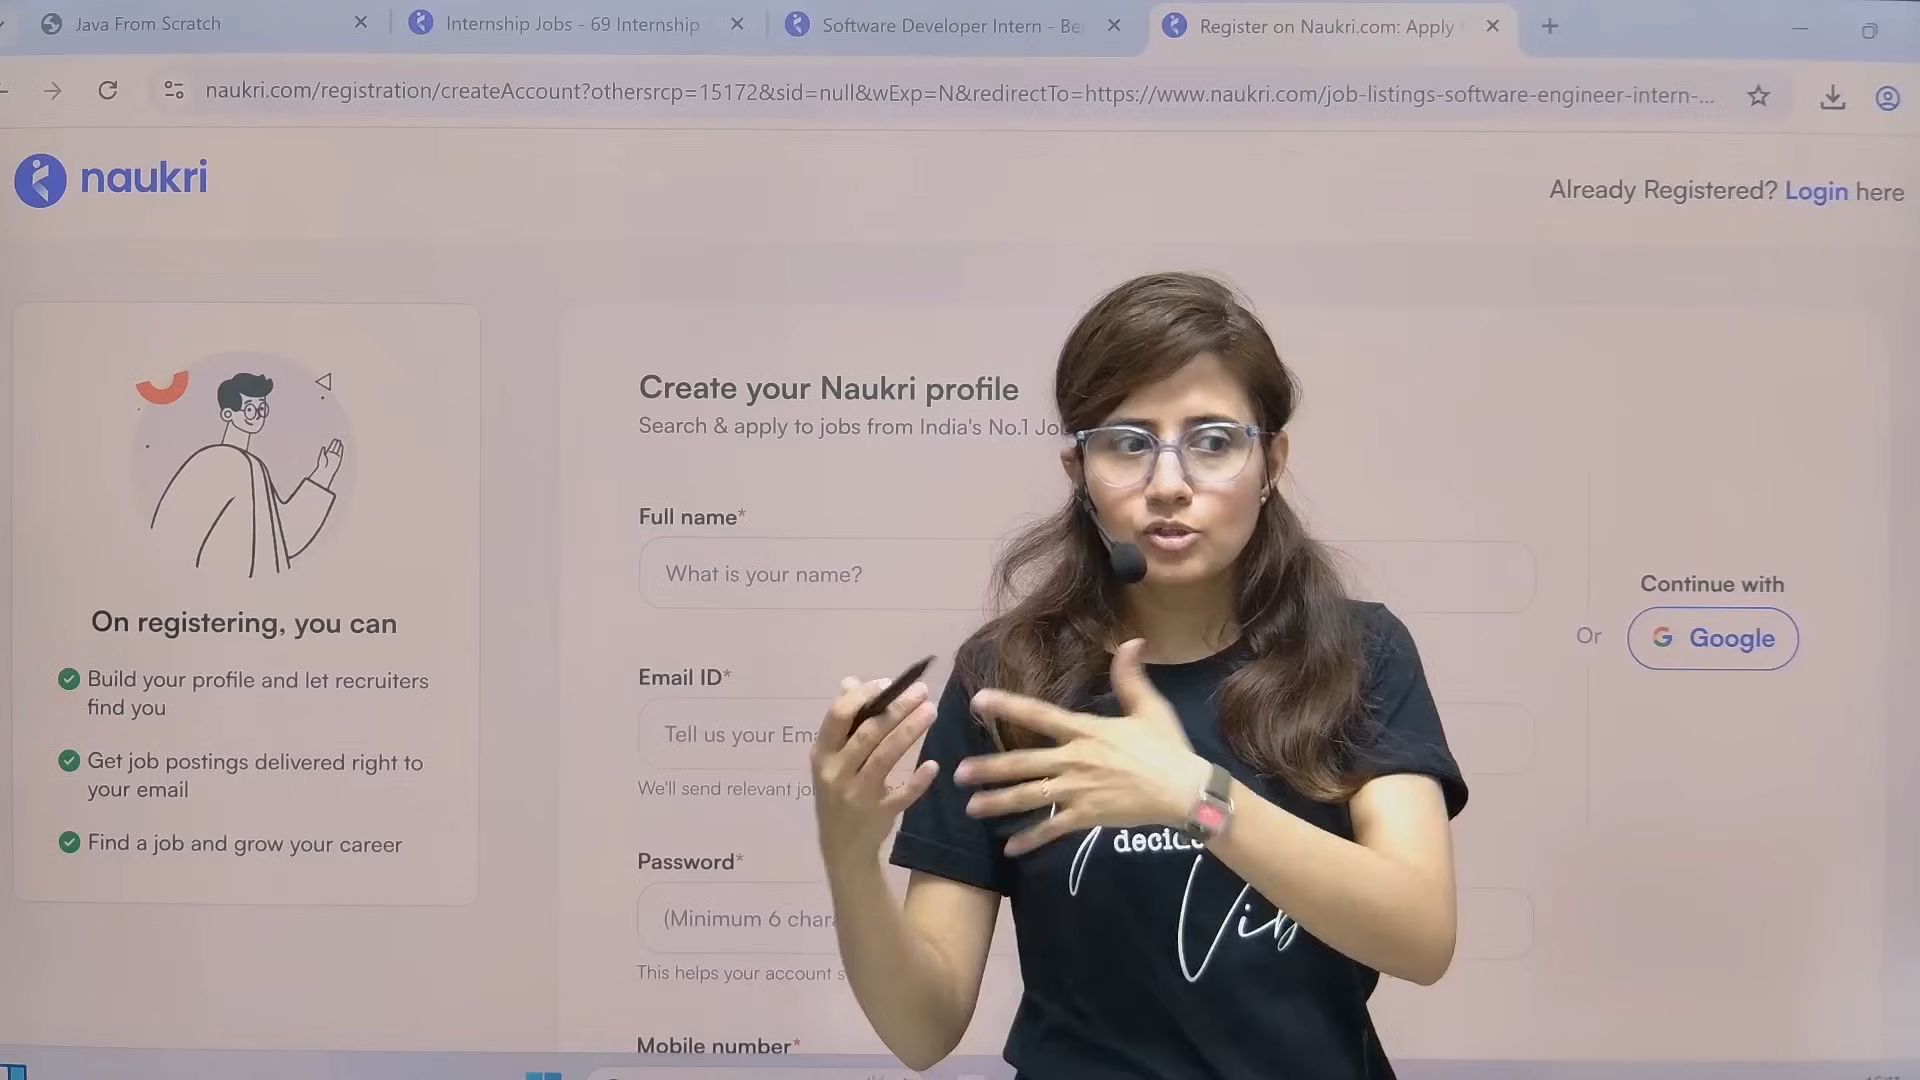 Java From Scratch
Internship Jobs - 69 Internship
Software Developer Intern - Be
Register on Naukri.com: Apply
naukri.com/registration/createAccount?othersrcp=15172&sid=null&wExp=N&redirectTo=https://www.naukri.com/job-listings-software-engineer-intern-...
naukri
Already Registered? Login here
On registering, you can
Build your profile and let recruiters
find you
Get job postings delivered right to
your email
Find a job and grow your career
Create your Naukri profile
Search & apply to jobs from India's No.1 Jo
Full name*
What is your name?
Email ID*
Tell us your Ema
We'll send relevant jo
Password*
(Minimum 6 chara
This helps your account s
Mobile number*
Or
Continue with
Google
decid
Vib